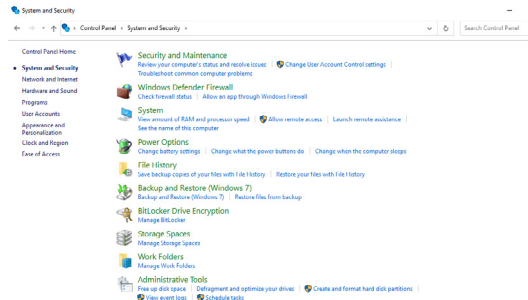 System and Security
Control Panel > System and Security >
Search Control Panel
Control Panel Home
System and Security
Network and Internet
Hardware and Sound
Programs
User Accounts
Appearance and
Personalization
Clock and Region
Ease of Access
Security and Maintenance
Review your computer's status and resolve issues | Change User Account Control settings |
Troubleshoot common computer problems
Windows Defender Firewall
Check firewall status | Allow an app through Windows Firewall
System
View amount of RAM and processor speed | Allow remote access | Launch remote assistance |
See the name of this computer
Power Options
Change battery settings | Change what the power buttons do | Change when the computer sleeps
File History
Save backup copies of your files with File History | Restore your files with File History
Backup and Restore (Windows 7)
Backup and Restore (Windows 7) | Restore files from backup
BitLocker Drive Encryption
Manage BitLocker
Storage Spaces
Manage Storage Spaces
Work Folders
Manage Work Folders
Administrative Tools
Free up disk space | Defragment and optimize your drives | Create and format hard disk partitions |
View event logs | Schedule tasks